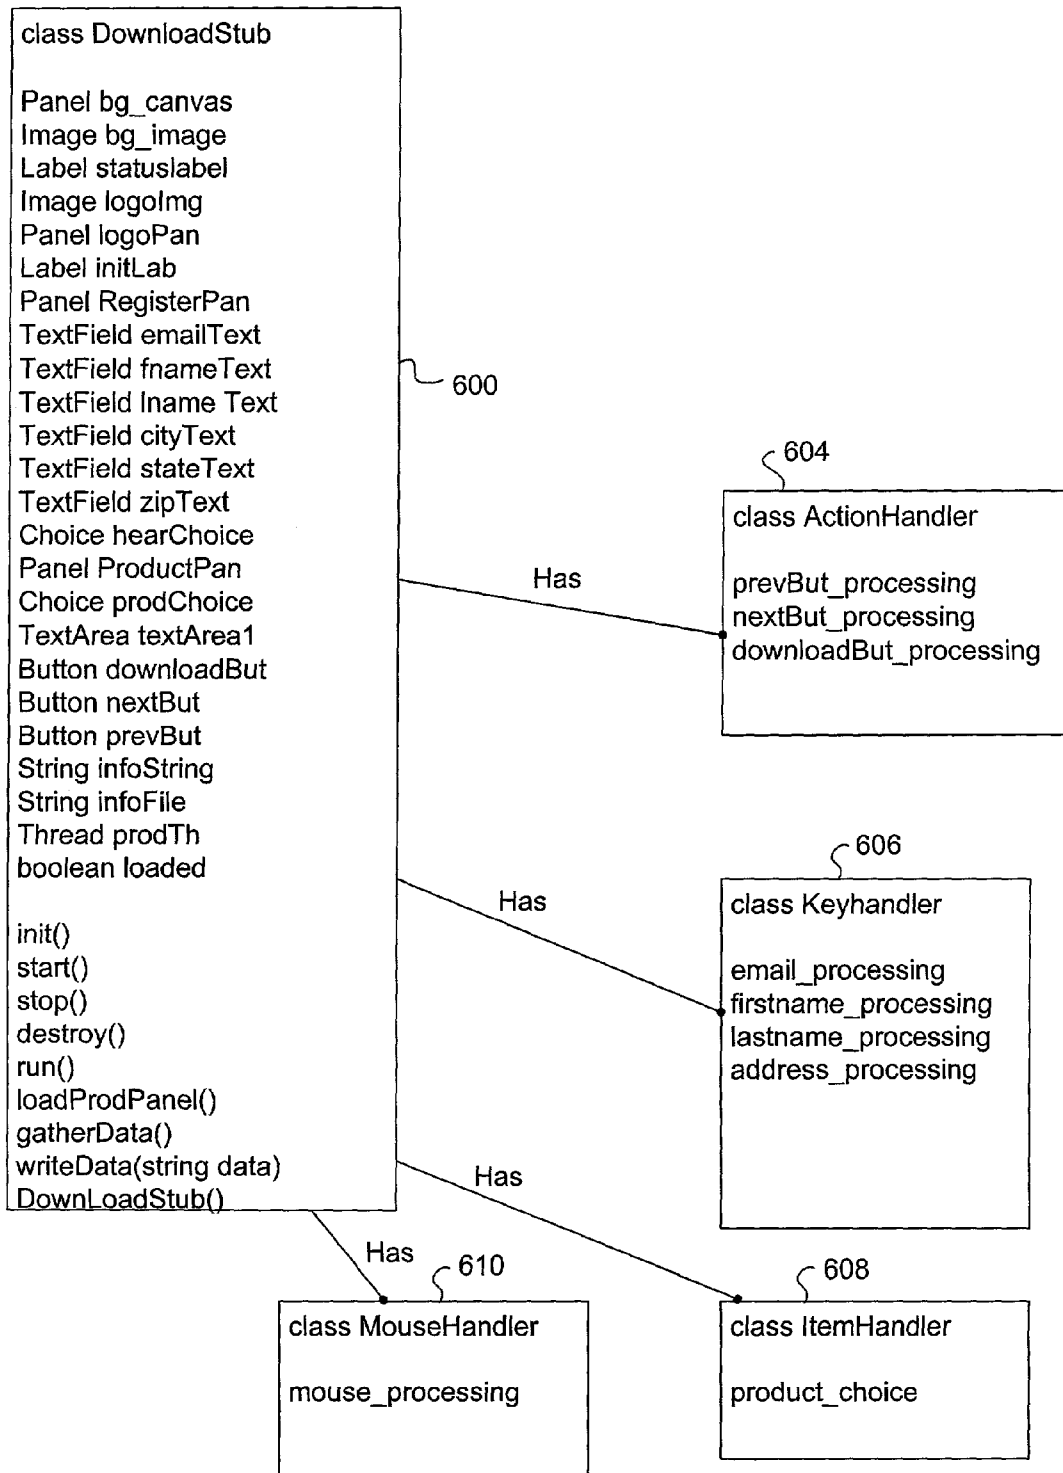 class DownloadStub
Panel bg_canvas
Image bg_image
Label statuslabel
Image logoImg
Panel logoPan
Label initLab
Panel RegisterPan
TextField emailText
TextField fnameText
TextField lname Text
TextField cityText
TextField stateText
TextField zipText
Choice hearChoice
Panel ProductPan
Choice prodChoice
TextArea textArea1
Button downloadBut
Button nextBut
Button prevBut
String infoString
String infoFile
Thread prodTh
boolean loaded
init()
start()
stop()
destroy()
run()
loadProdPanel()
gatherData()
writeData(string data)
DownLoadStub()
600
Has
604
class ActionHandler
prevBut_processing
nextBut_processing
downloadBut_processing
Has
606
class Keyhandler
email_processing
firstname_processing
lastname_processing
address_processing
Has
608
class ItemHandler
product_choice
Has
610
class MouseHandler
mouse_processing